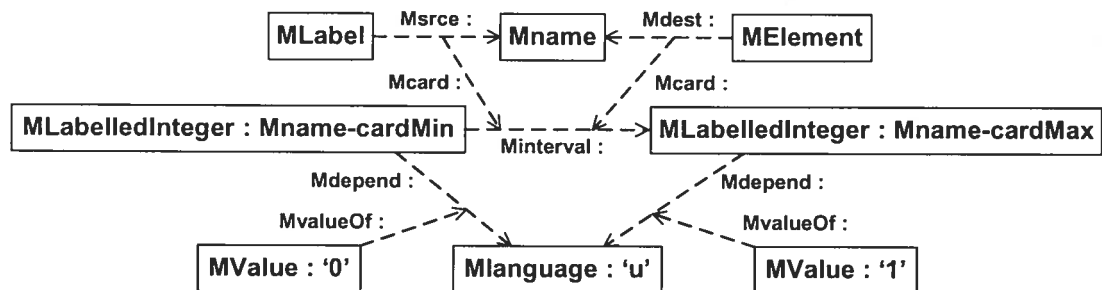 Msrce :
Mdest :
MLabel
Mname
MElement
Mcard :
Mcard :
MLabelledInteger : Mname-cardMin
MLabelledInteger : Mname-cardMax
Minterval :
Mdepend :
Mdepend :
MvalueOf :
MvalueOf :
MValue : ‘0’
Mlanguage : ‘u’
MValue : ‘1’